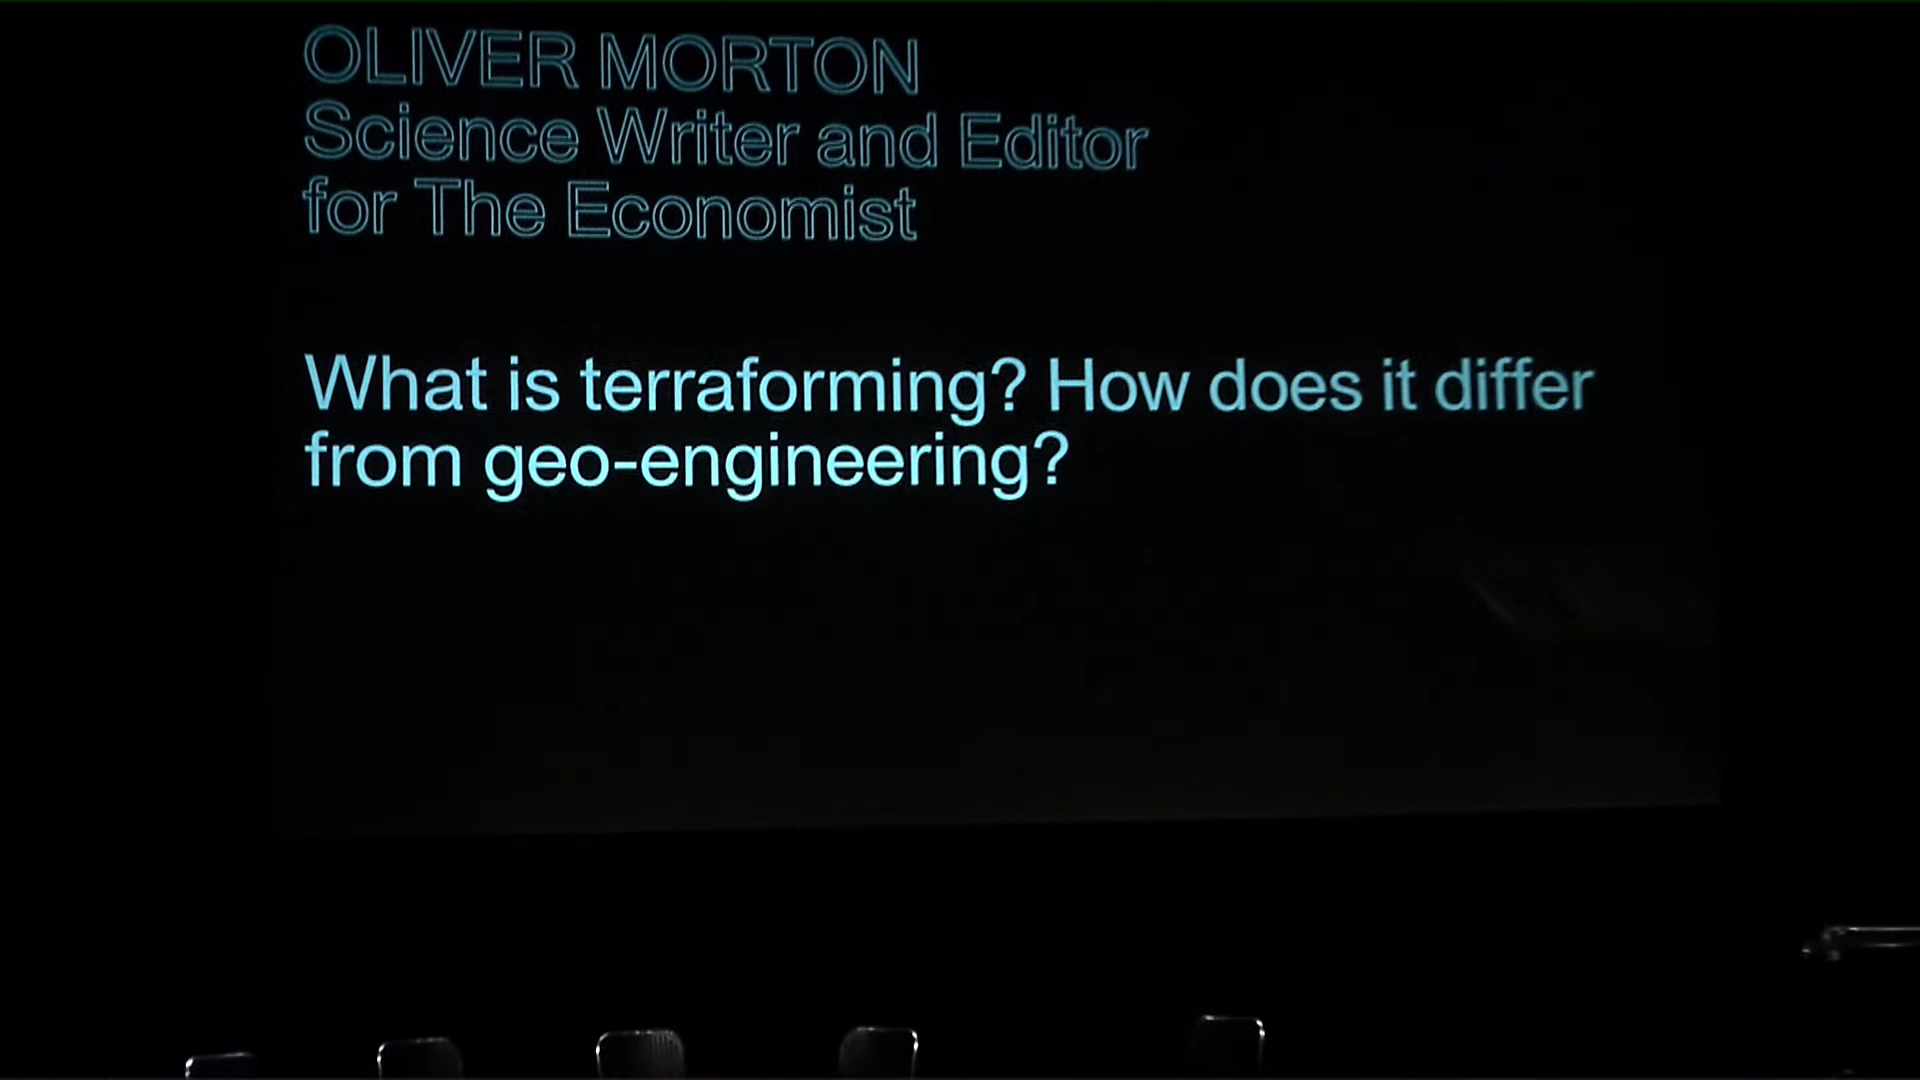 OLIVER MORTON
Science Writer and Editor
for The Economist
What is terraforming? How does it differ
from geo-engineering?